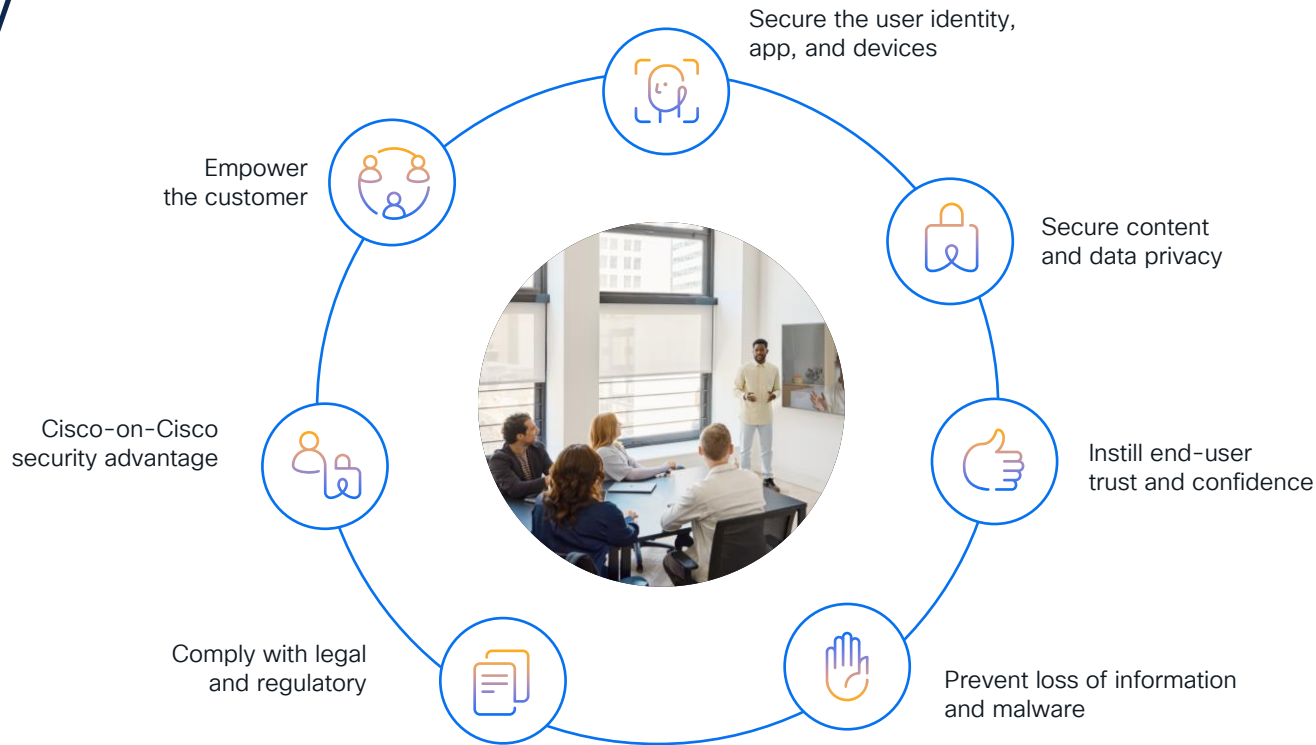 Secure the user identity,
app, and devices
Secure content
and data privacy
Instill end-user
trust and confidence
Prevent loss of information
and malware
Comply with legal
and regulatory
Cisco-on-Cisco
security advantage
Empower
the customer